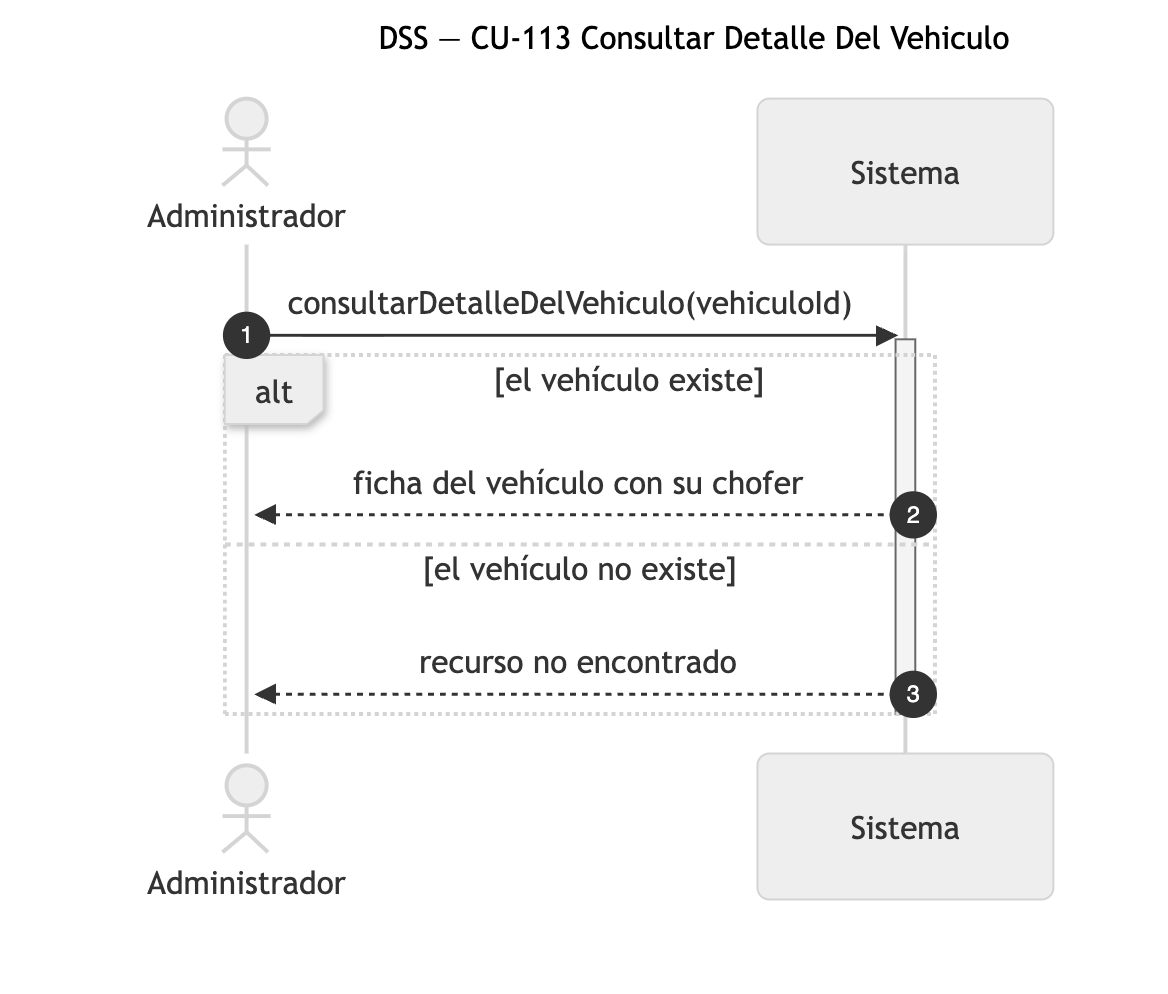 DSS — CU-113 Consultar Detalle Del Vehiculo
Administrador
Sistema
consultarDetalleDelVehiculo(vehiculoId)
1
alt
[el vehículo existe]
ficha del vehículo con su chofer
2
[el vehículo no existe]
recurso no encontrado
3
Administrador
Sistema